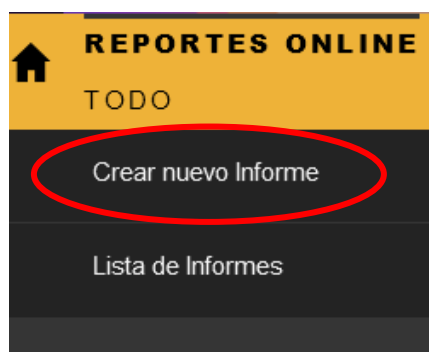 REPORTES ONLINE
TODO
Crear nuevo Informe
Lista de Informes